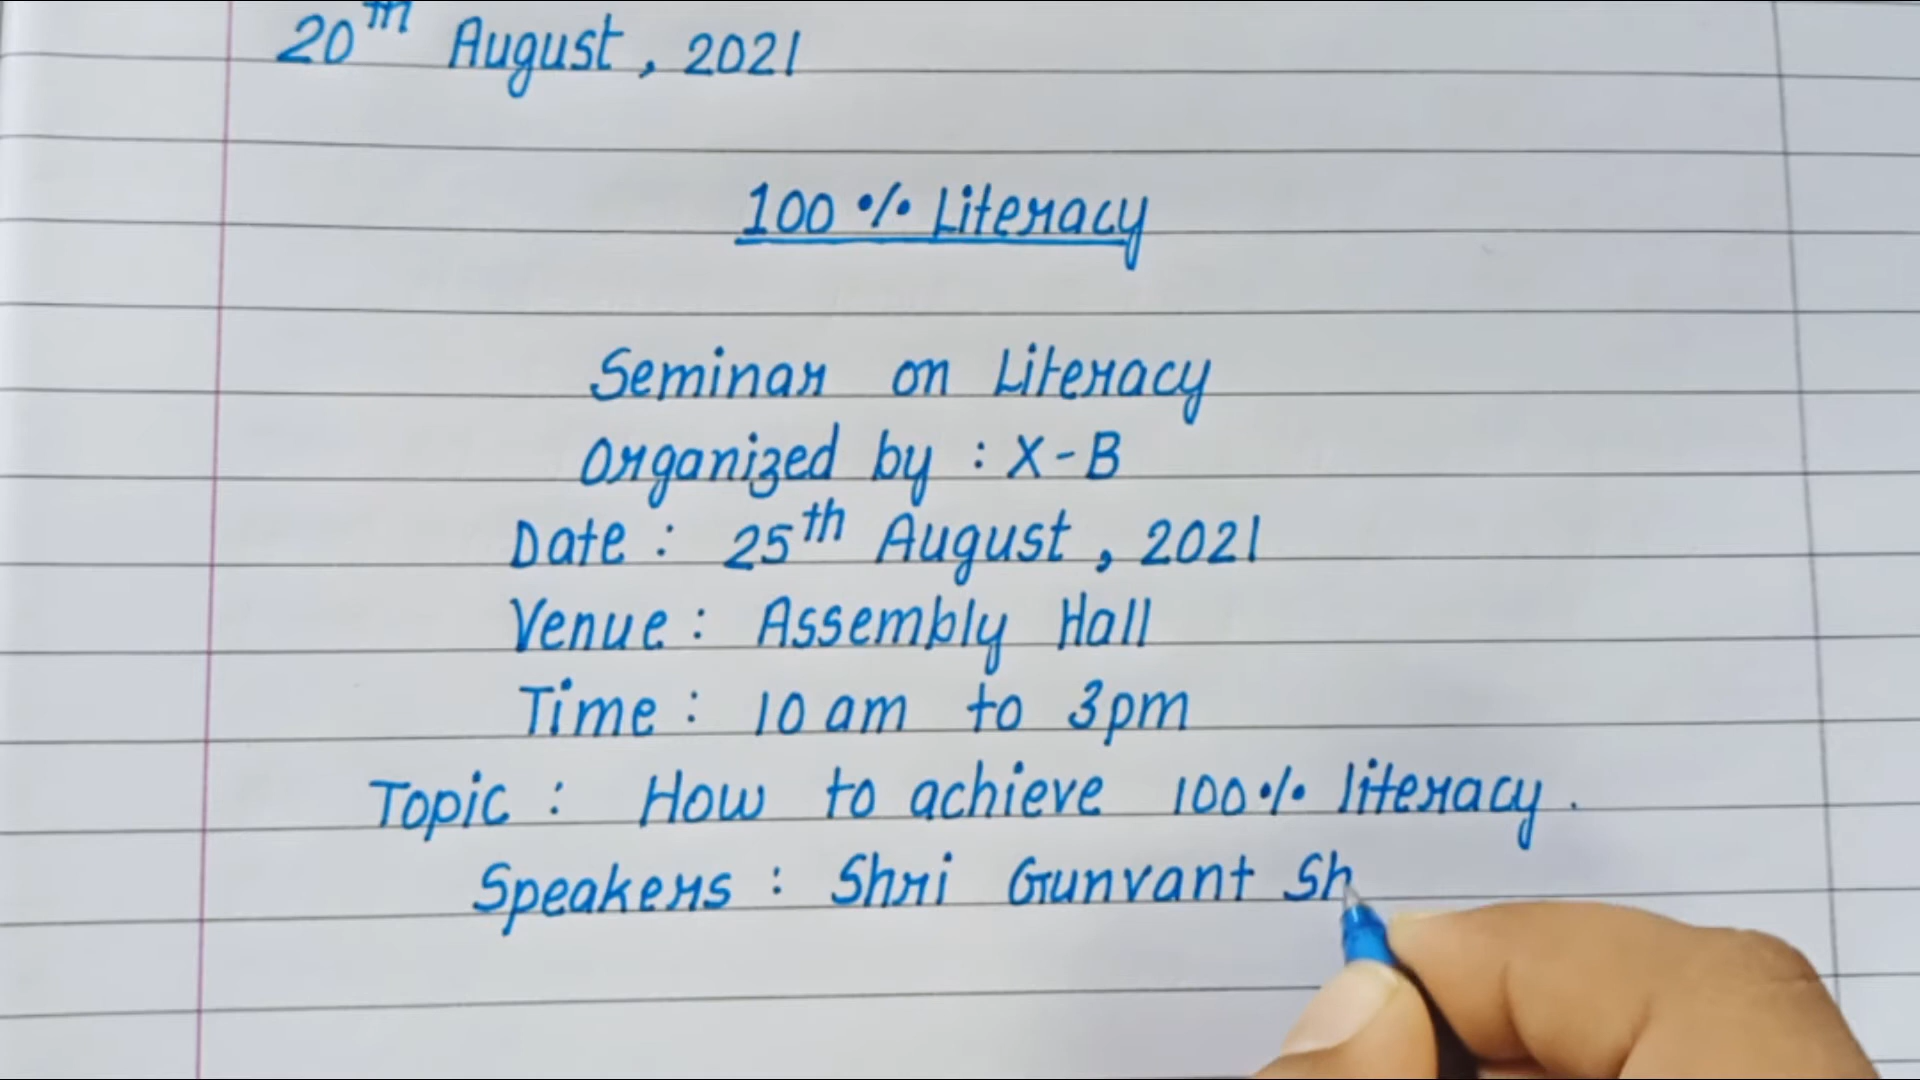 20th August, 2021
100% Literacy
Seminar on Literacy
Organized by : X-B
Date : 25th August, 2021
Venue : Assembly Hall
Time : 10 am to 3pm
Topic : How to achieve 100% literacy.
Speakers : Shri Gunvant Sh